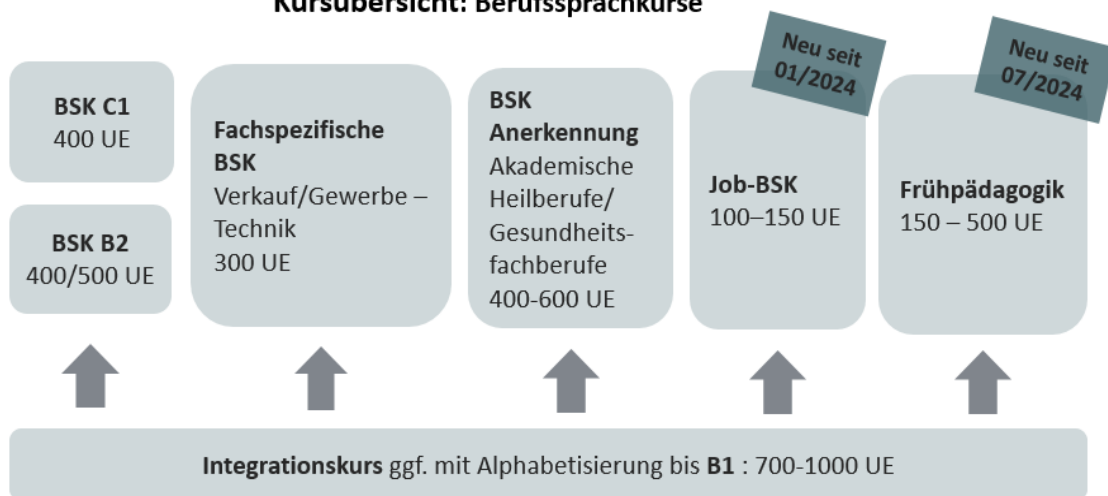 Kursübersicht: Berufssprachkurse
BSK C1
400 UE
BSK B2
400/500 UE
Fachspezifische
BSK
Verkauf/Gewerbe –
Technik
300 UE
BSK
Anerkennung
Akademische
Heilberufe/
Gesundheits-
fachberufe
400-600 UE
Neu seit
01/2024
Job-BSK
100–150 UE
Neu seit
07/2024
Frühpädagogik
150 – 500 UE
Integrationskurs ggf. mit Alphabetisierung bis B1 : 700-1000 UE